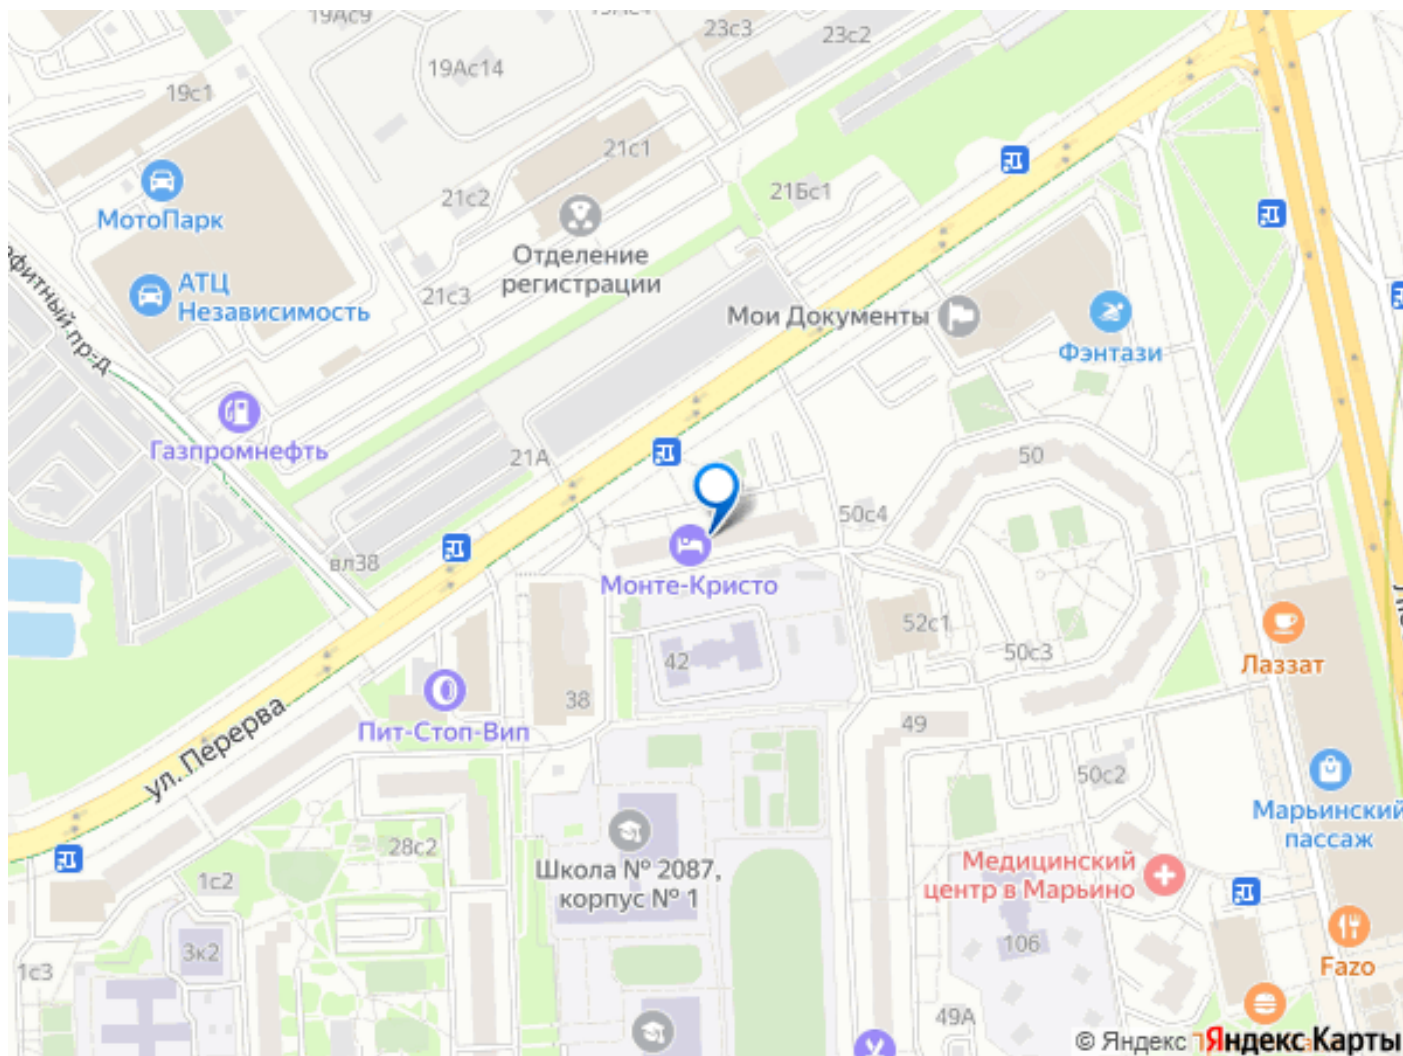 19Ас9
23с3
23с2
19Ас14
19с1
21с1
21с2
21Бс1
МотоПарк
Отделение
регистрации
АТЦ
Независимость
21с3
Мои Документы
Фэнтази
Газпромнефть
21А
50
50с4
вл38
Монте-Кристо
52с1
50с3
42
Лаззат
38
Пит-Стоп-Вип
ул. Перерва
49
50с2
Марьинский
пассаж
28с2
Школа № 2087,
корпус № 1
Медицинский
центр в Марьино
1с2
3к2
106
1с3
Fazo
49А
© Яндекс
Яндекс Карты